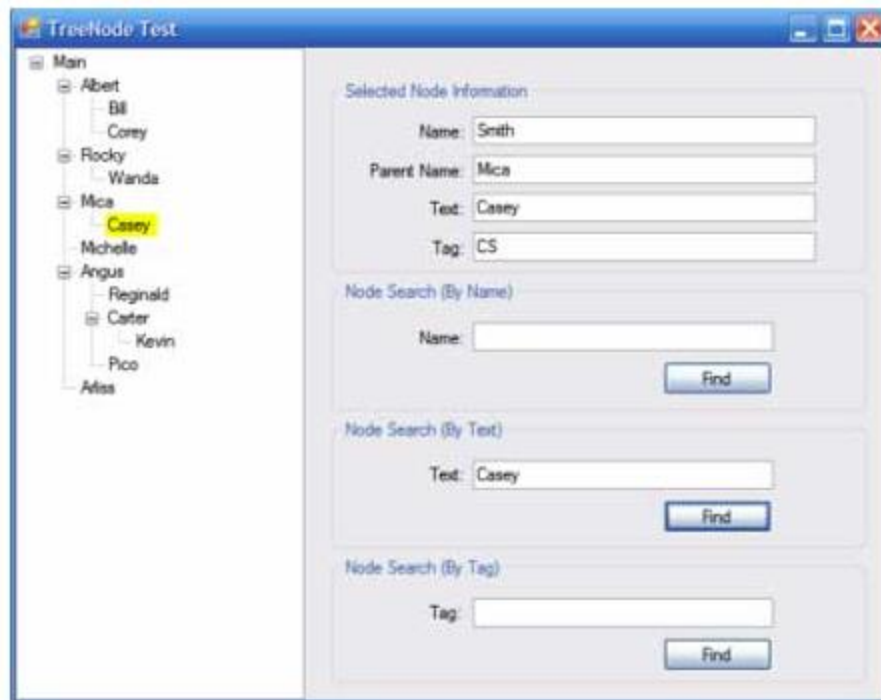 TreeNode Test
Main
Albert
Bill
Corey
Rocky
Wanda
Mica
Casey
Michelle
Angus
Reginald
Carter
Kevin
Pico
Arliss
Selected Node Information
Name: Smith
Parent Name: Mica
Text: Casey
Tag: CS
Node Search (By Name)
Name:
Find
Node Search (By Text)
Text: Casey
Find
Node Search (By Tag)
Tag:
Find